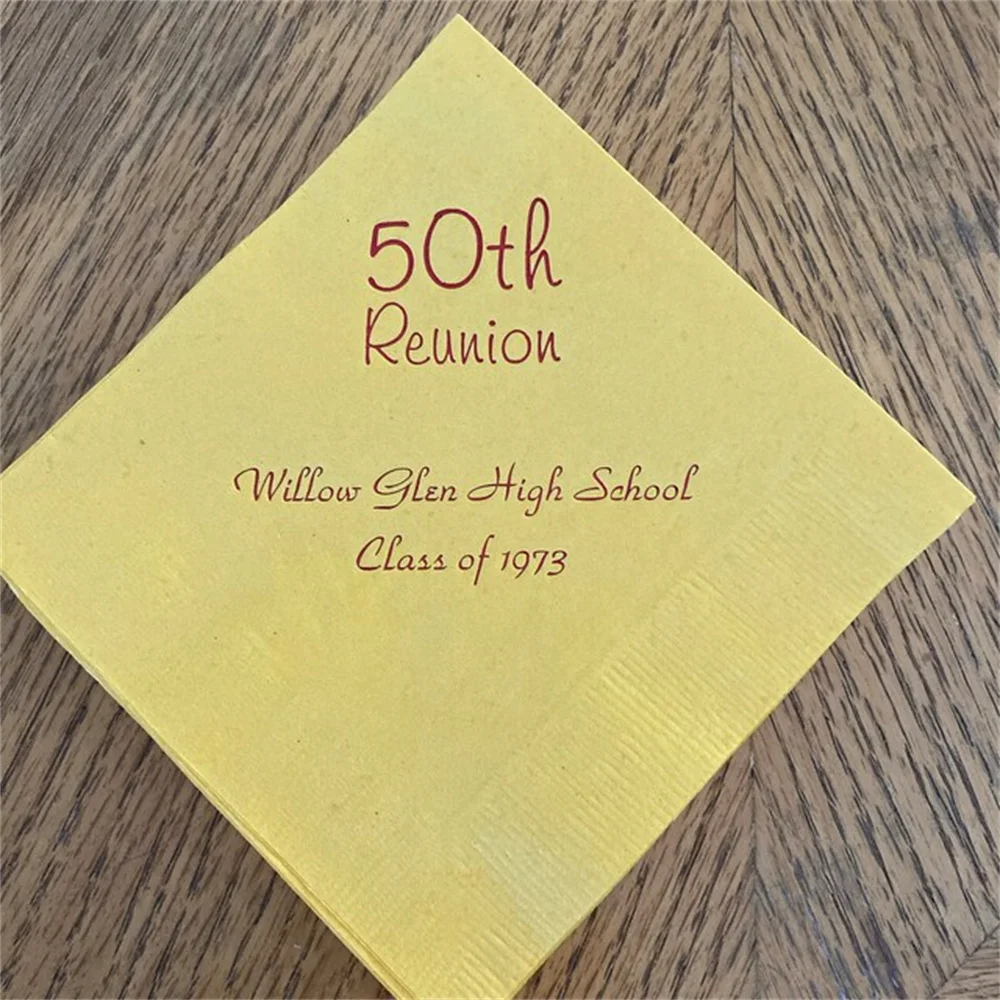 50th
Reunion
Willow Glen High School
Class of 1973